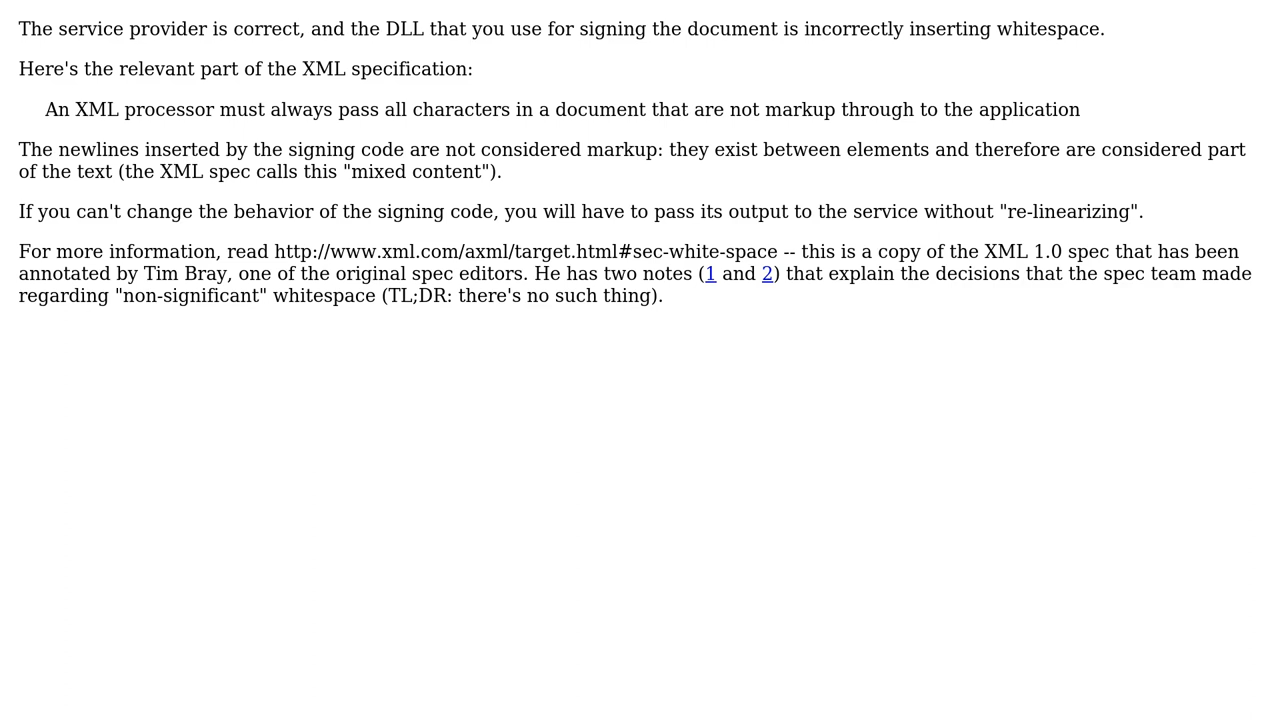 The service provider is correct, and the DLL that you use for signing the document is incorrectly inserting whitespace.
Here's the relevant part of the XML specification:
An XML processor must always pass all characters in a document that are not markup through to the application
The newlines inserted by the signing code are not considered markup: they exist between elements and therefore are considered part
of the text (the XML spec calls this "mixed content").
If you can't change the behavior of the signing code, you will have to pass its output to the service without "re-linearizing".
For more information, read http://www.xml.com/axml/target.html#sec-white-space -- this is a copy of the XML 1.0 spec that has been
annotated by Tim Bray, one of the original spec editors. He has two notes (1 and 2) that explain the decisions that the spec team made
regarding "non-significant" whitespace (TL;DR: there's no such thing).